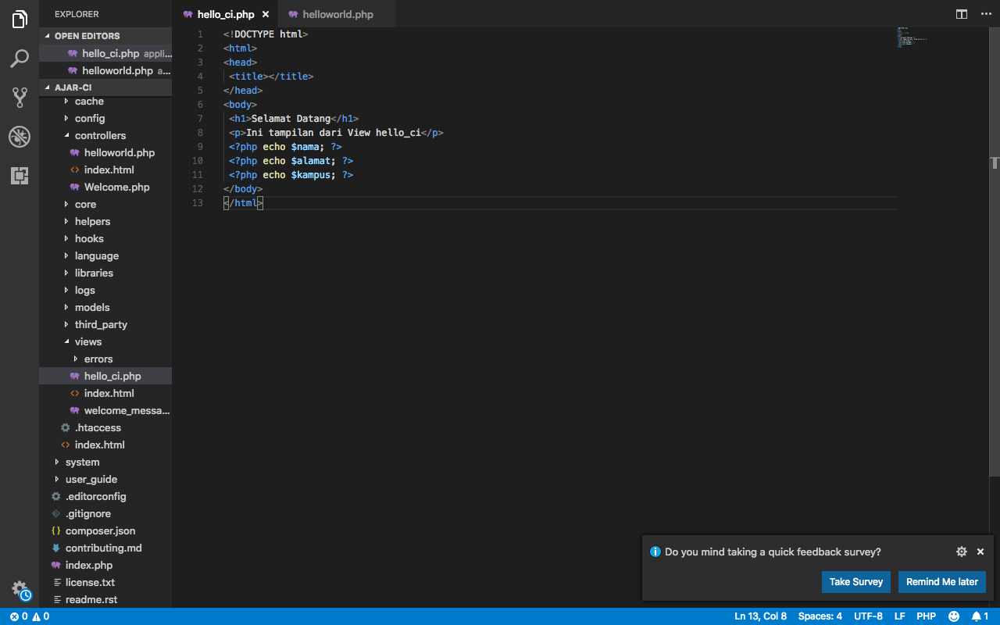 EXPLORER
OPEN EDITORS
hello_ci.php appli...
helloworld.php a...
AJAR-CI
cache
config
controllers
helloworld.php
index.html
Welcome.php
core
helpers
hooks
language
libraries
logs
models
third_party
views
errors
hello_ci.php
index.html
welcome_messa...
.htaccess
index.html
system
user_guide
.editorconfig
.gitignore
composer.json
contributing.md
index.php
license.txt
readme.rst
hello_ci.php helloworld.php
1 <!DOCTYPE html>
2 <html>
3 <head>
4 <title></title>
5 </head>
6 <body>
7 <h1>Selamat Datang</h1>
8 <p>Ini tampilan dari View hello_ci</p>
9 <?php echo $nama; ?>
10 <?php echo $alamat; ?>
11 <?php echo $kampus; ?>
12 </body>
13 </html>
Do you mind taking a quick feedback survey?
Take Survey Remind Me later
0 0 Ln 13, Col 8 Spaces: 4 UTF-8 LF PHP 1